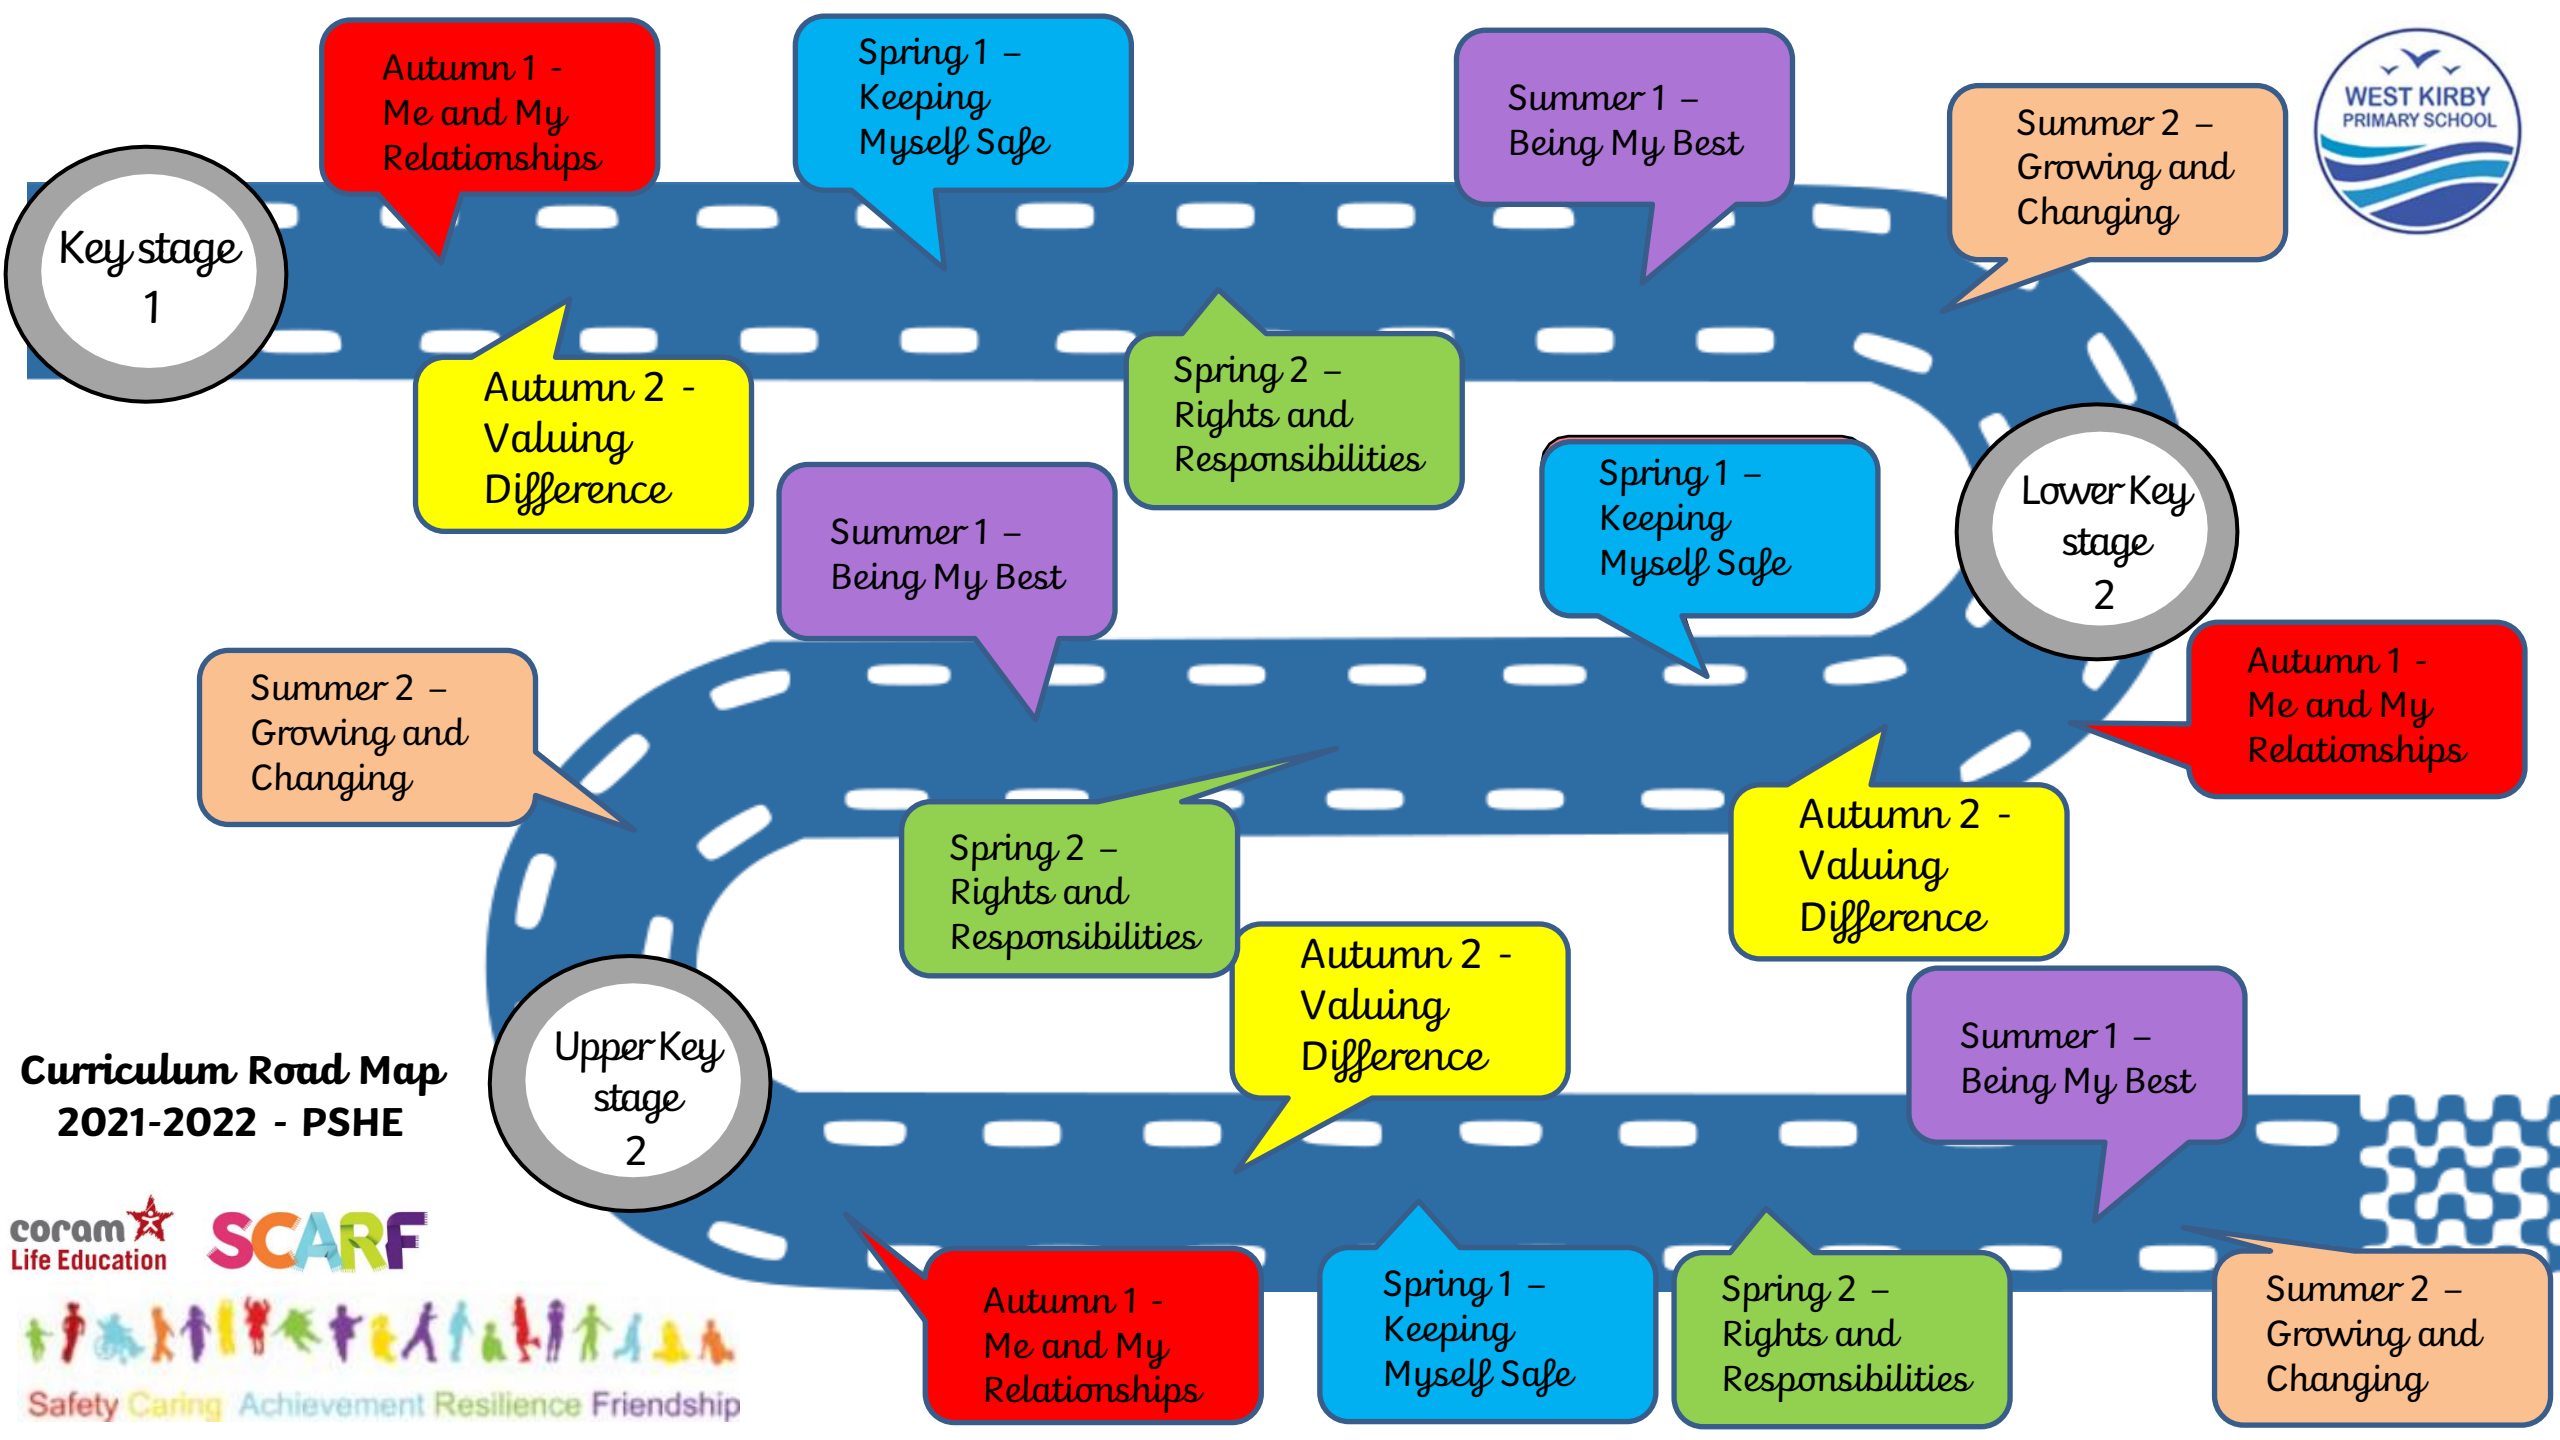 Autumn 1 -
Me and My
Relationships
Spring 1 –
Keeping
Myself Safe
Summer 1 –
Being My Best
Summer 2 –
Growing and
Changing
WEST KIRBY
PRIMARY SCHOOL
Key stage
1
Autumn 2 -
Valuing
Difference
Spring 2 –
Rights and
Responsibilities
Lower Key
stage
2
Autumn 1 -
Me and My
Relationships
Autumn 2 -
Valuing
Difference
Spring 1 –
Keeping
Myself Safe
Spring 2 –
Rights and
Responsibilities
Summer 1 –
Being My Best
Summer 2 –
Growing and
Changing
Upper Key
stage
2
Autumn 1 -
Me and My
Relationships
Autumn 2 -
Valuing
Difference
Spring 1 –
Keeping
Myself Safe
Spring 2 –
Rights and
Responsibilities
Summer 1 –
Being My Best
Summer 2 –
Growing and
Changing
Curriculum Road Map
2021-2022 - PSHE
coram
Life Education
SCARF
Safety Caring Achievement Resilience Friendship